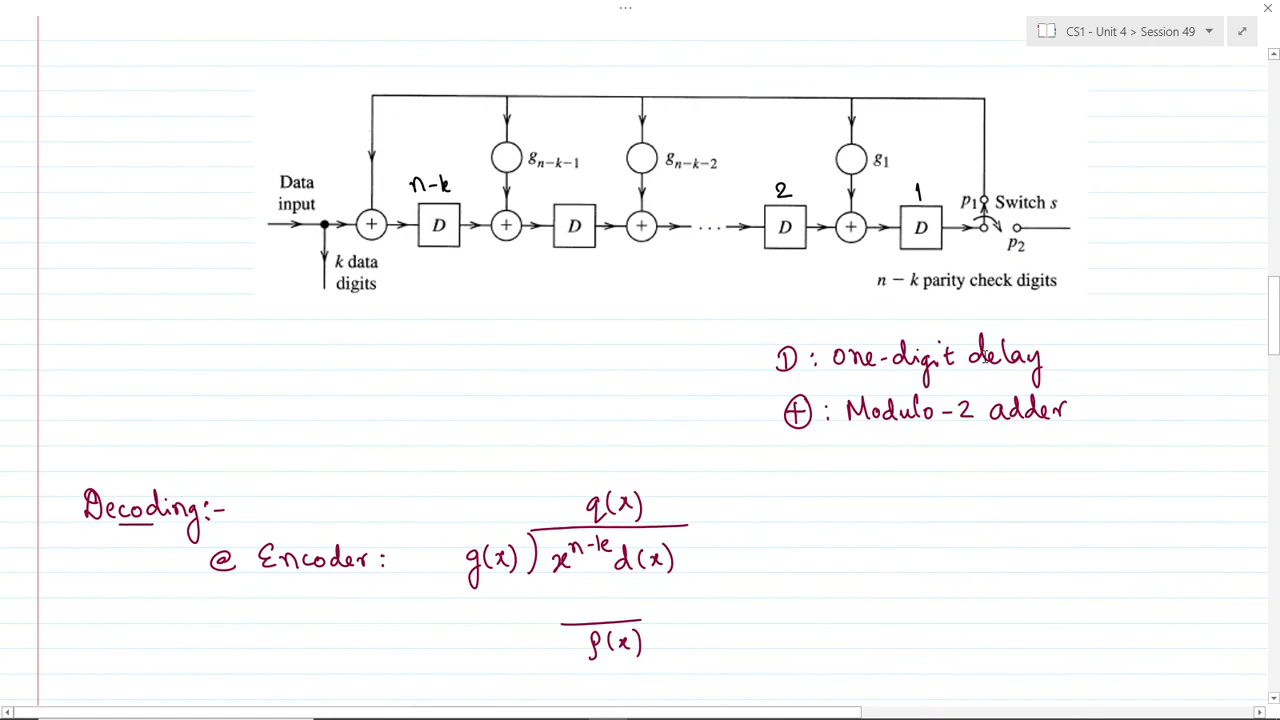 CS1 - Unit 4 > Session 49
g_{n-k-1} g_{n-k-2} g_1
Data input
n-k 2 1 p_1 Switch s
+ D + D + ... D + D
p_2
k data digits
n – k parity check digits
D : one-digit delay
⊕ : Modulo-2 adder
Decoding:-
q(x)
@ Encoder: g(x) ) x^{n-k} d(x)
ρ(x)